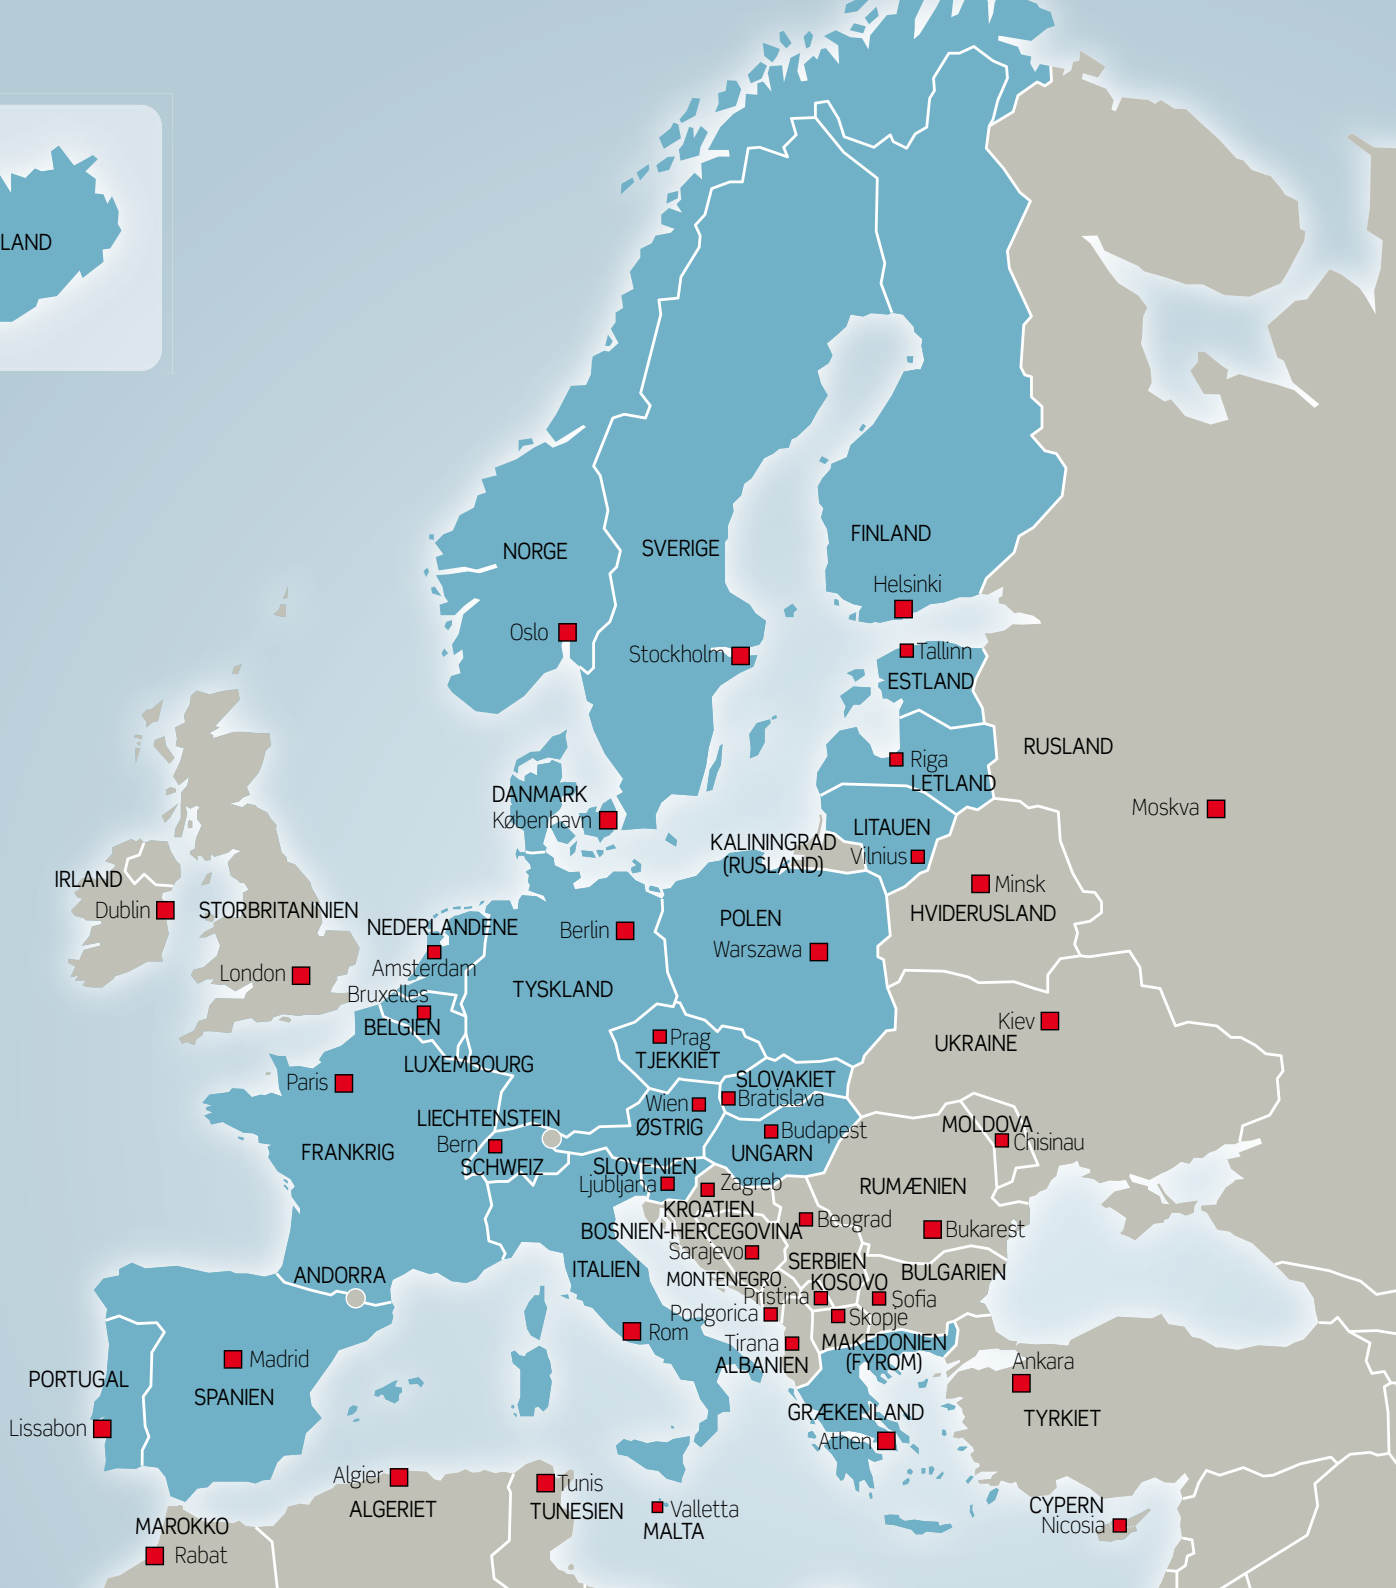 LAND
NORGE
SVERIGE
FINLAND
Helsinki
Oslo
Stockholm
Tallinn
ESTLAND
RUSLAND
Riga
LETLAND
DANMARK
København
Moskva
LITAUEN
KALININGRAD
(RUSLAND)
Vilnius
IRLAND
Dublin
STORBRITANNIEN
London
Minsk
HVIDERUSLAND
NEDERLANDENE
Amsterdam
Berlin
POLEN
Warszawa
Bruxelles
BELGIEN
TYSKLAND
Kiev
UKRAINE
LUXEMBOURG
Prag
TJEKKIET
Paris
SLOVAKIET
Bratislava
Wien
ØSTRIG
LIECHTENSTEIN
Bern
SCHWEIZ
FRANKRIG
Budapest
UNGARN
MOLDOVA
Chisinau
SLOVENIEN
Ljubljana
Zagreb
KROATIEN
RUMÆNIEN
BOSNIEN-HERCEGOVINA
Sarajevo
Beograd
Bukarest
SERBIEN
ITALIEN
ANDORRA
MONTENEGRO
KOSOVO
BULGARIEN
Pristina
Sofia
Podgorica
Skopje
Rom
Tirana
ALBANIEN
MAKEDONIEN
(FYROM)
Madrid
SPANIEN
PORTUGAL
Lissabon
Ankara
TYRKIET
GRÆKENLAND
Athen
Algier
ALGERIET
Tunis
TUNESIEN
Valletta
MALTA
CYPERN
Nicosia
MAROKKO
Rabat